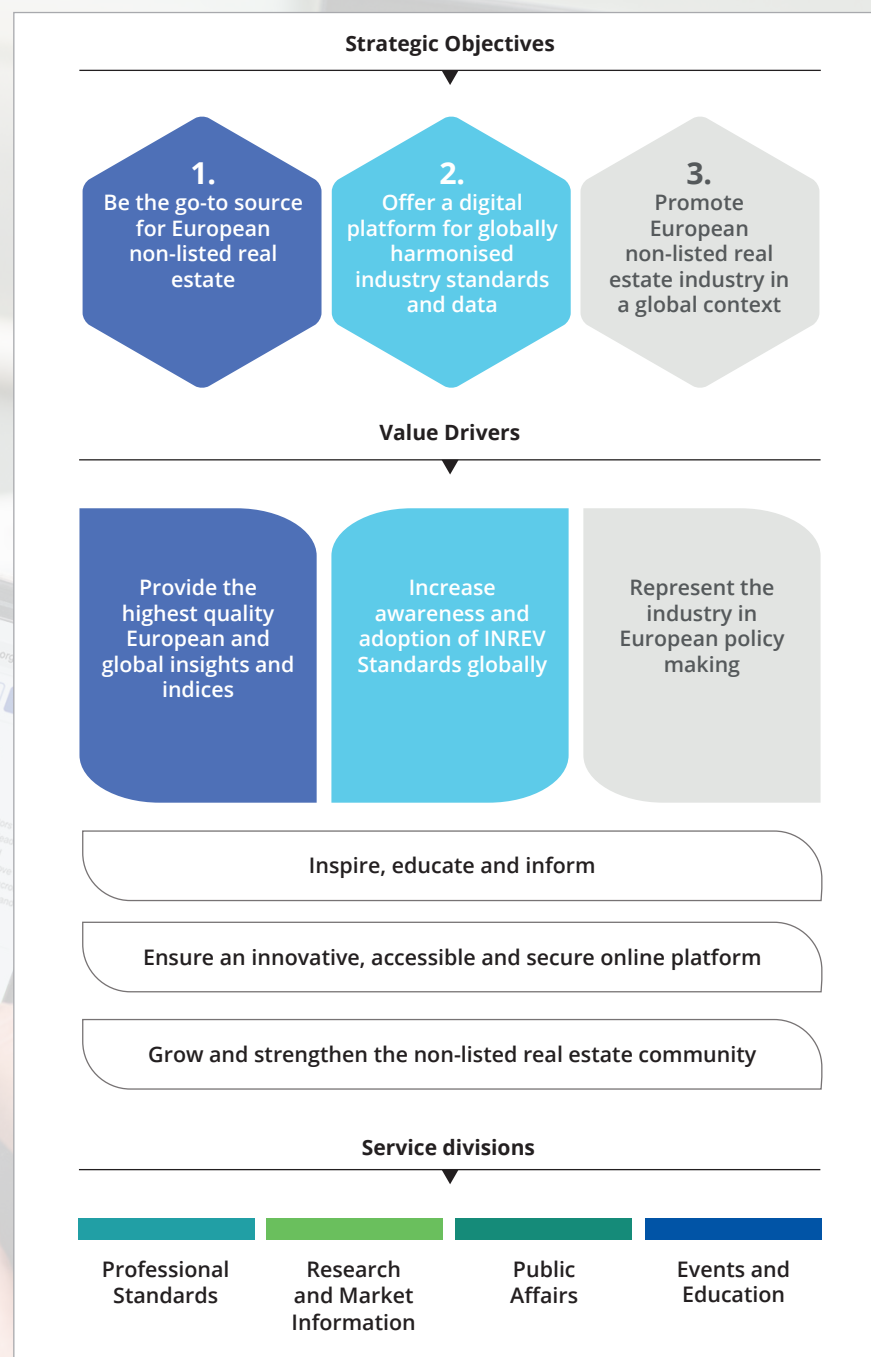 Strategic Objectives
1.
Be the go-to source
for European
non-listed real
estate
2.
Offer a digital
platform for globally
harmonised
industry standards
and data
3.
Promote
European
non-listed real
estate industry in
a global context
Value Drivers
Provide the
highest quality
European and
global insights and
indices
Increase
awareness and
adoption of INREV
Standards globally
Represent the
industry in
European policy
making
Inspire, educate and inform
Ensure an innovative, accessible and secure online platform
Grow and strengthen the non-listed real estate community
Service divisions
Professional
Standards
Research
and Market
Information
Public
Affairs
Events and
Education